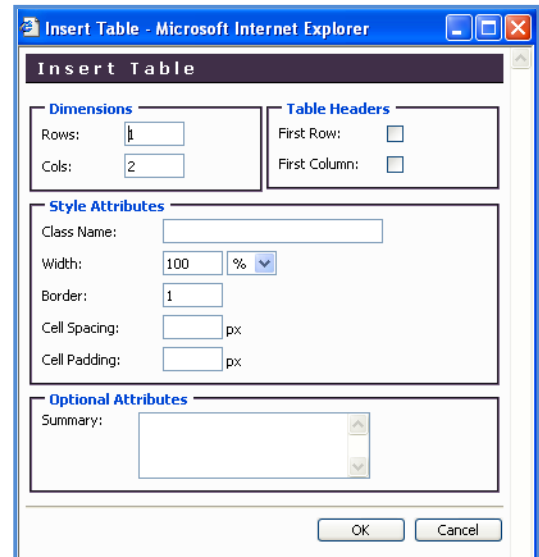 Insert Table - Microsoft Internet Explorer
Insert Table
Dimensions
Rows: 1
Cols: 2
Table Headers
First Row:
First Column:
Style Attributes
Class Name:
Width: 100 %
Border: 1
Cell Spacing: px
Cell Padding: px
Optional Attributes
Summary:
OK Cancel